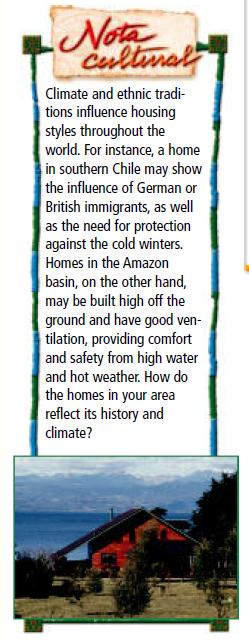 Nota
cultural
Climate and ethnic tradi-
tions influence housing
styles throughout the
world. For instance, a home
in southern Chile may show
the influence of German or
British immigrants, as well
as the need for protection
against the cold winters.
Homes in the Amazon
basin, on the other hand,
may be built high off the
ground and have good ven-
tilation, providing comfort
and safety from high water
and hot weather. How do
the homes in your area
reflect its history and
climate?